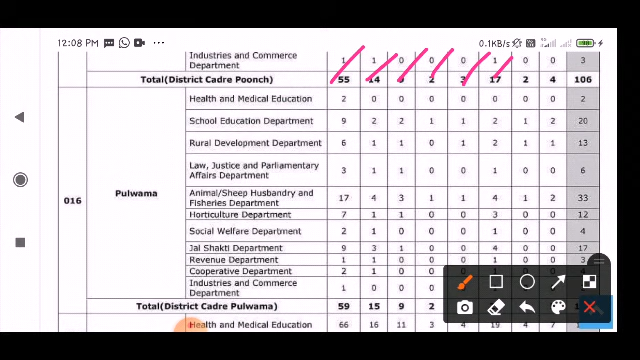 12:08 PM 0.1KB/s
Industries and Commerce Department 1 1 0 0 0 1 0 0 3
Total(District Cadre Poonch) 55 14 2 3 17 2 4 106
016 Pulwama
Health and Medical Education 2 0 0 0 0 0 0 0 2
School Education Department 9 2 2 1 1 2 1 2 20
Rural Development Department 6 1 1 0 1 2 1 1 13
Law, Justice and Parliamentary Affairs Department 3 1 1 0 0 1 0 0 6
Animal/Sheep Husbandry and Fisheries Department 17 4 3 1 1 4 1 2 33
Horticulture Department 7 1 1 0 0 3 0 0 12
Social Welfare Department 2 1 0 0 0 1 0 0 4
Jal Shakti Department 9 3 1 0 0 4 0 0 17
Revenue Department 1 1 0 0 0 1 0 0 3
Cooperative Department 2 1 0 0 0
Industries and Commerce Department 1 0 0 0 0
Total(District Cadre Pulwama) 59 15 9 2
Health and Medical Education 66 16 11 3 4 19 4 7